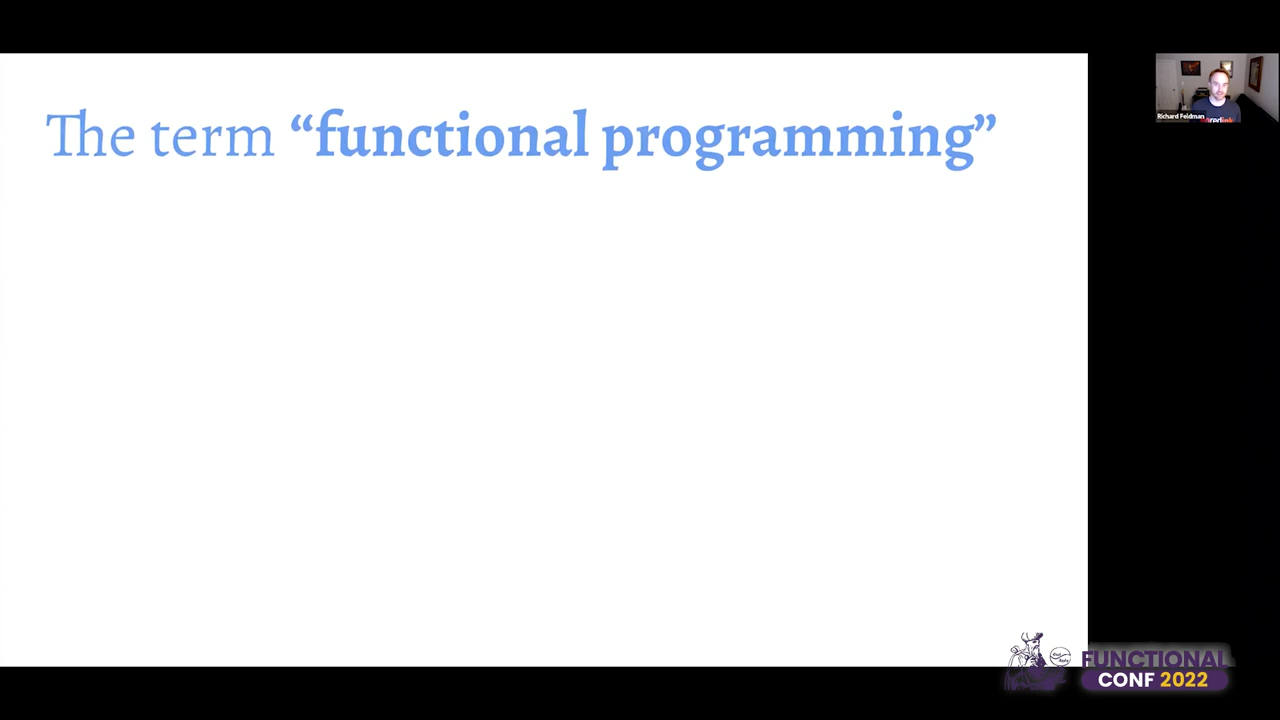 The term “functional programming”
Richard Feldman
FUNCTIONAL
CONF 2022